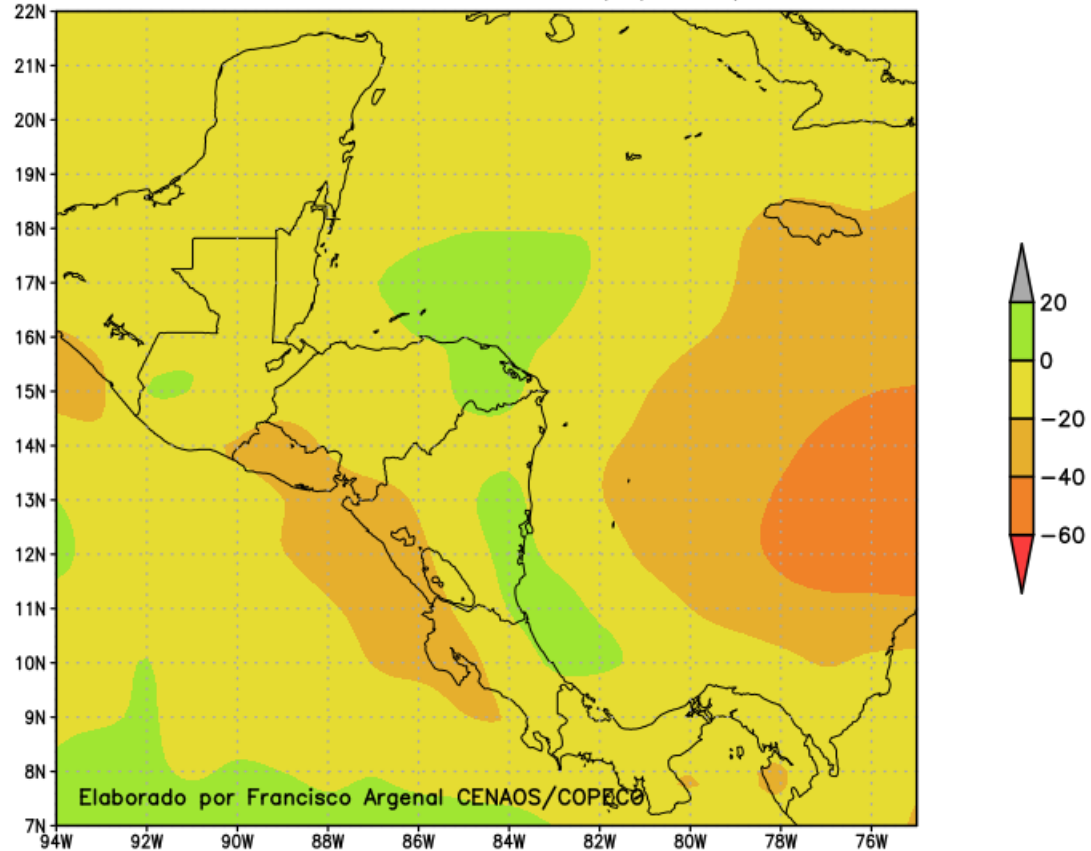 22N
21N
20N
19N
18N
17N
16N
15N
14N
13N
12N
11N
10N
9N
8N
7N
Elaborado por Francisco Argenal CENAOS/COPECO
94W 92W 90W 88W 86W 84W 82W 80W 78W 76W
20
0
−20
−40
−60